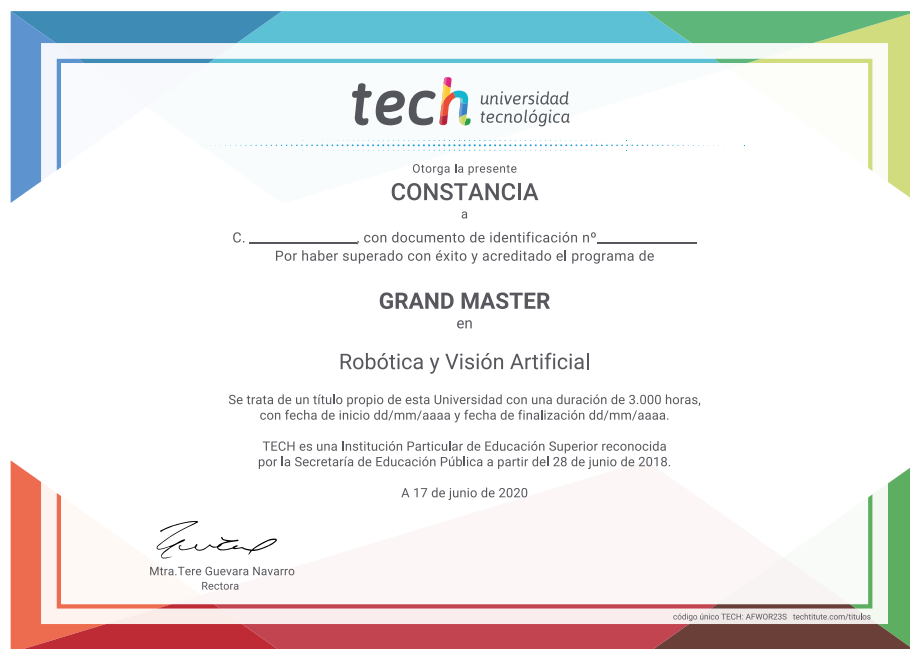 tech universidad
tecnológica
Otorga la presente
CONSTANCIA
a
C. ____________, con documento de identificación nº____________
Por haber superado con éxito y acreditado el programa de
GRAND MASTER
en
Robótica y Visión Artificial
Se trata de un título propio de esta Universidad con una duración de 3.000 horas,
con fecha de inicio dd/mm/aaaa y fecha de finalización dd/mm/aaaa.
TECH es una Institución Particular de Educación Superior reconocida
por la Secretaría de Educación Pública a partir del 28 de junio de 2018.
A 17 de junio de 2020
Mtra.Tere Guevara Navarro
Rectora
código único TECH: AFWOR23S techtitute.com/titulos